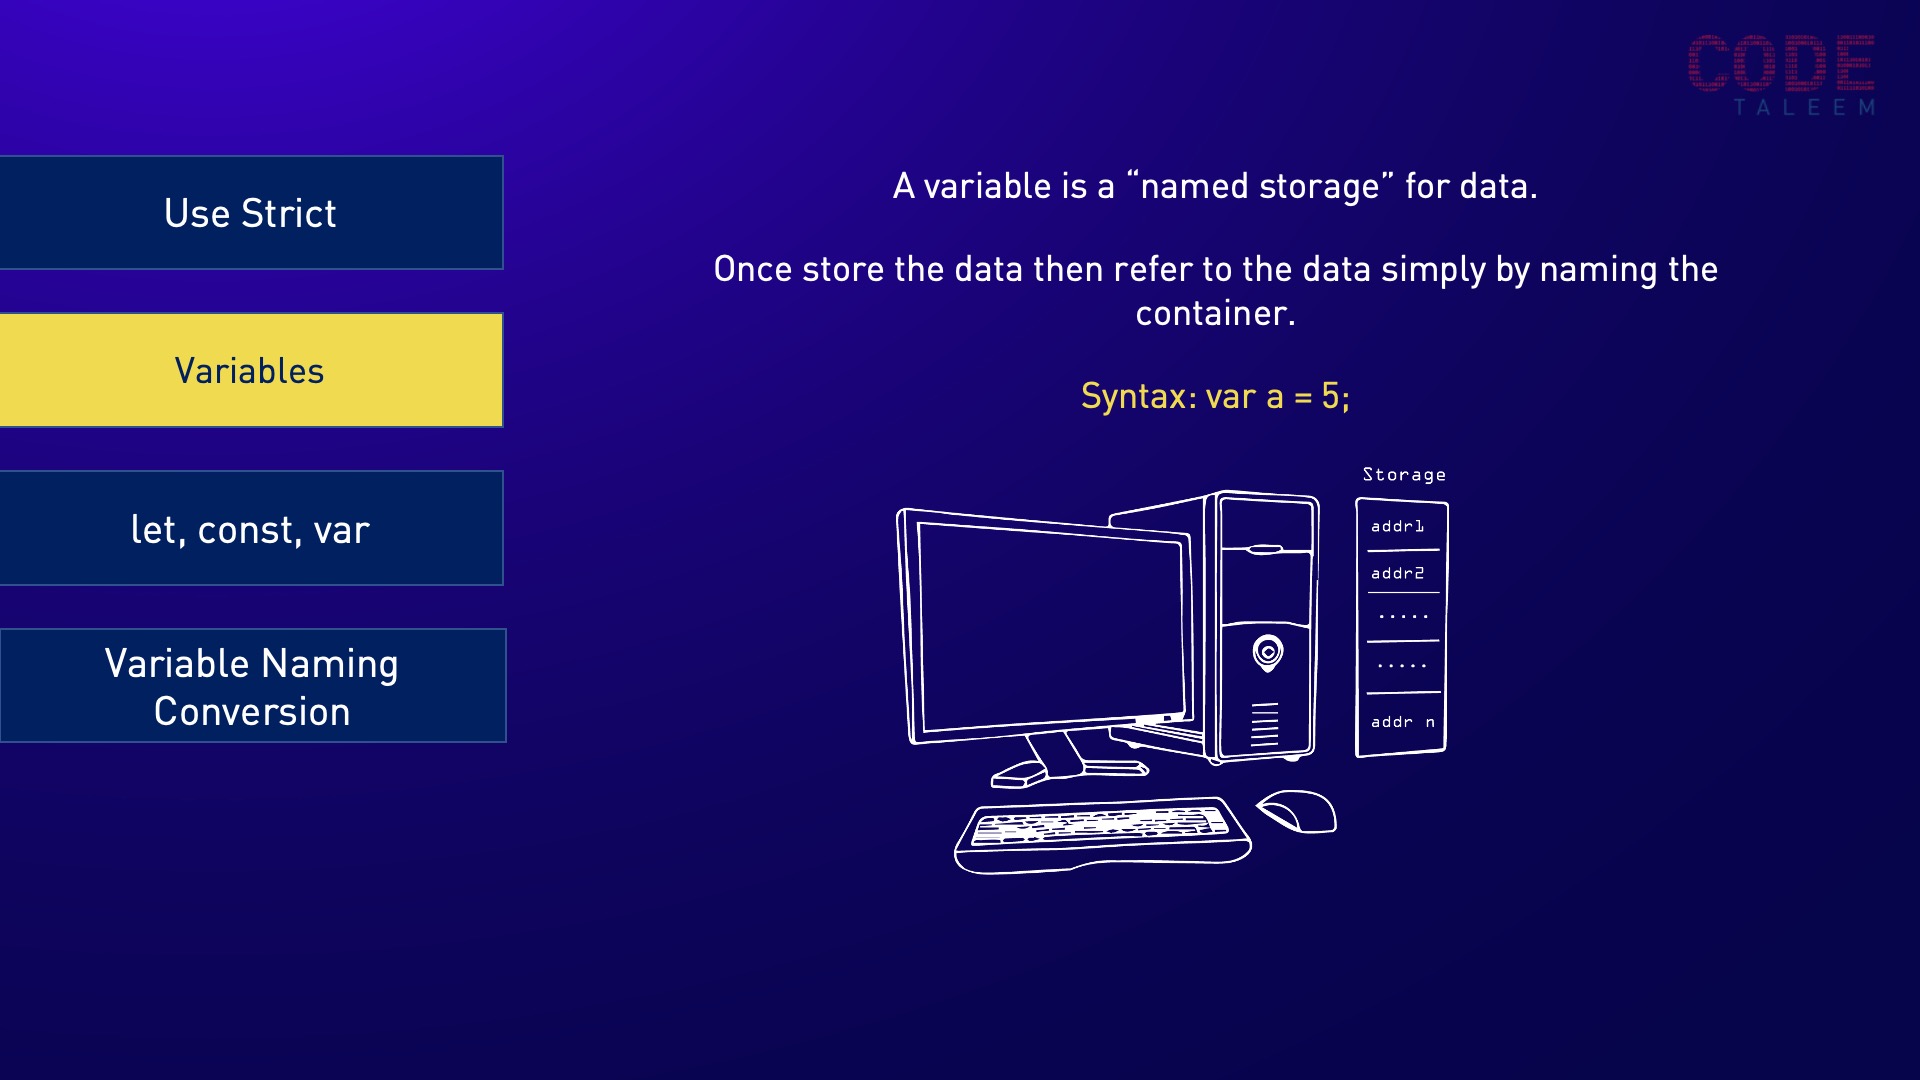 CODE
TALEEM
Use Strict
Variables
let, const, var
Variable Naming
Conversion
A variable is a “named storage” for data.
Once store the data then refer to the data simply by naming the
container.
Syntax: var a = 5;
Storage
addr1
addr2
.....
.....
addr n